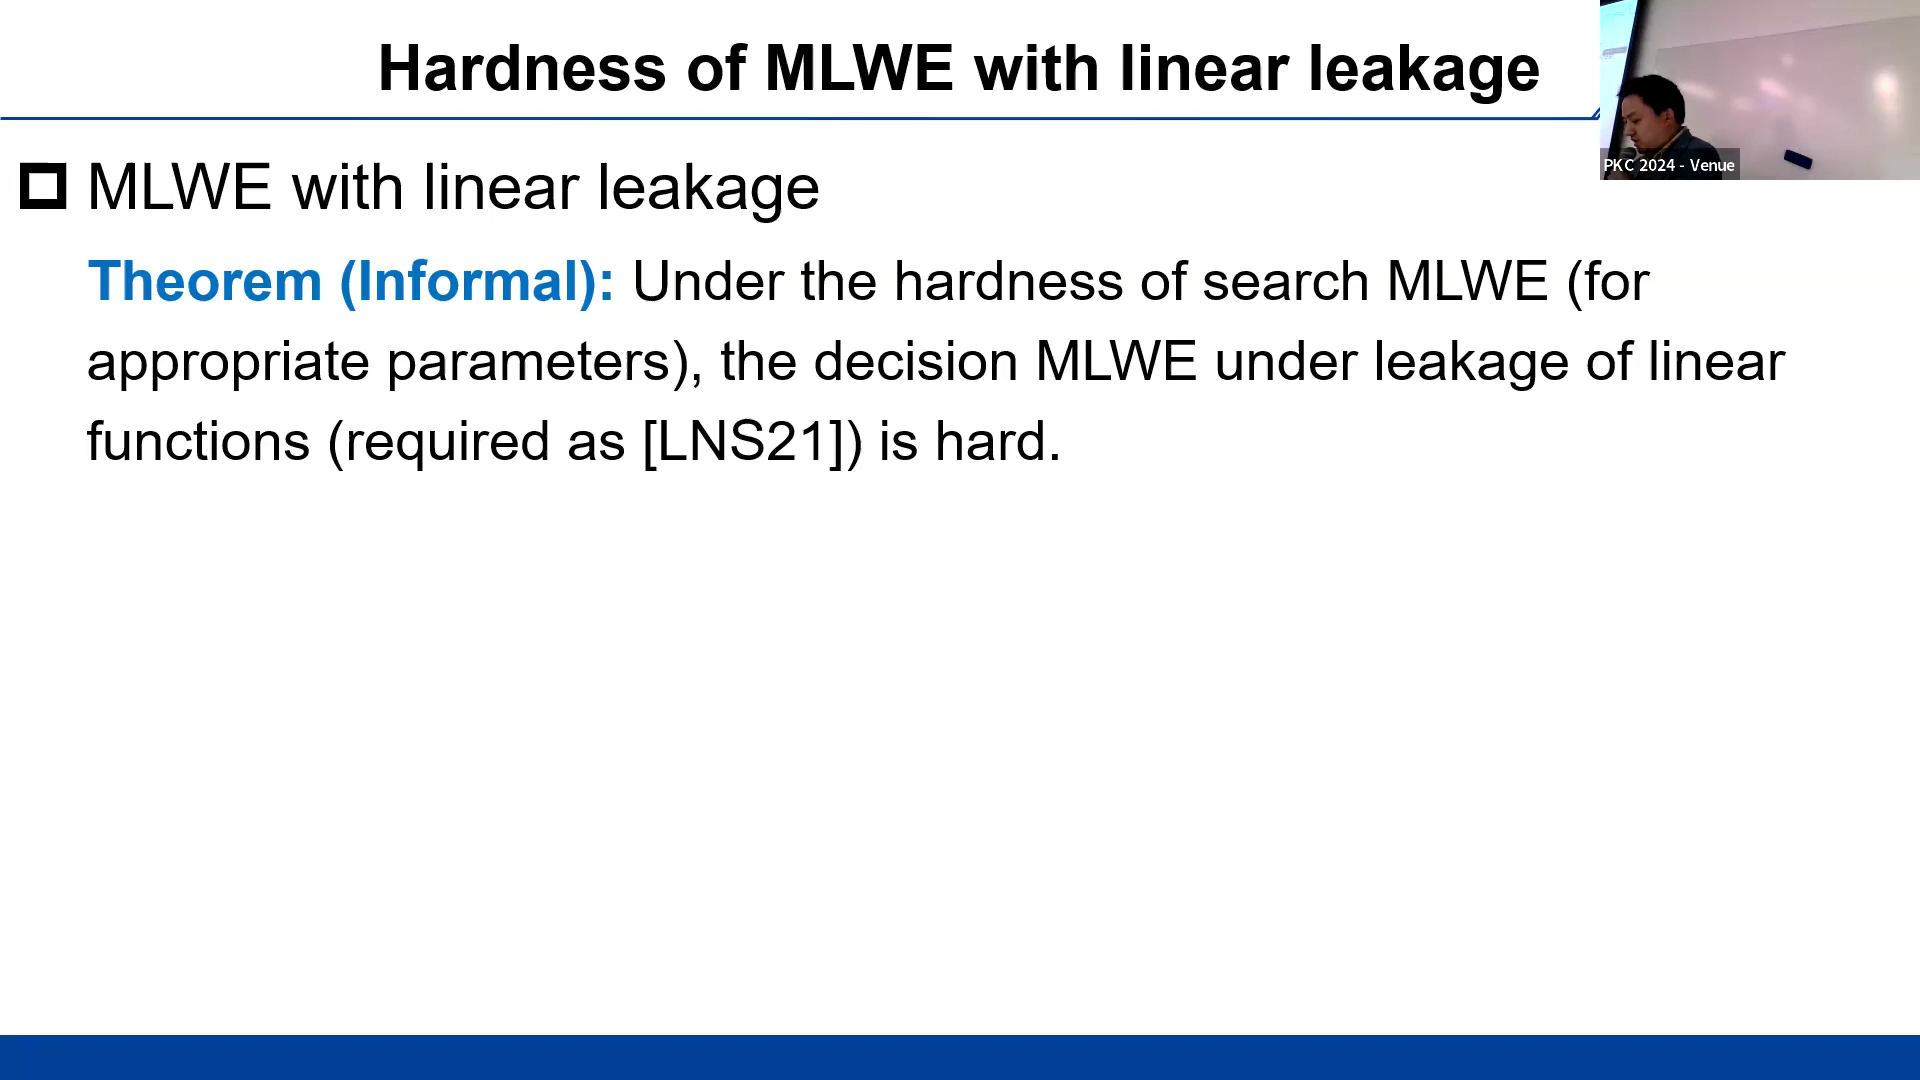 Hardness of MLWE with linear leakage
PKC 2024 - Venue
MLWE with linear leakage
Theorem (Informal): Under the hardness of search MLWE (for
appropriate parameters), the decision MLWE under leakage of linear
functions (required as [LNS21]) is hard.